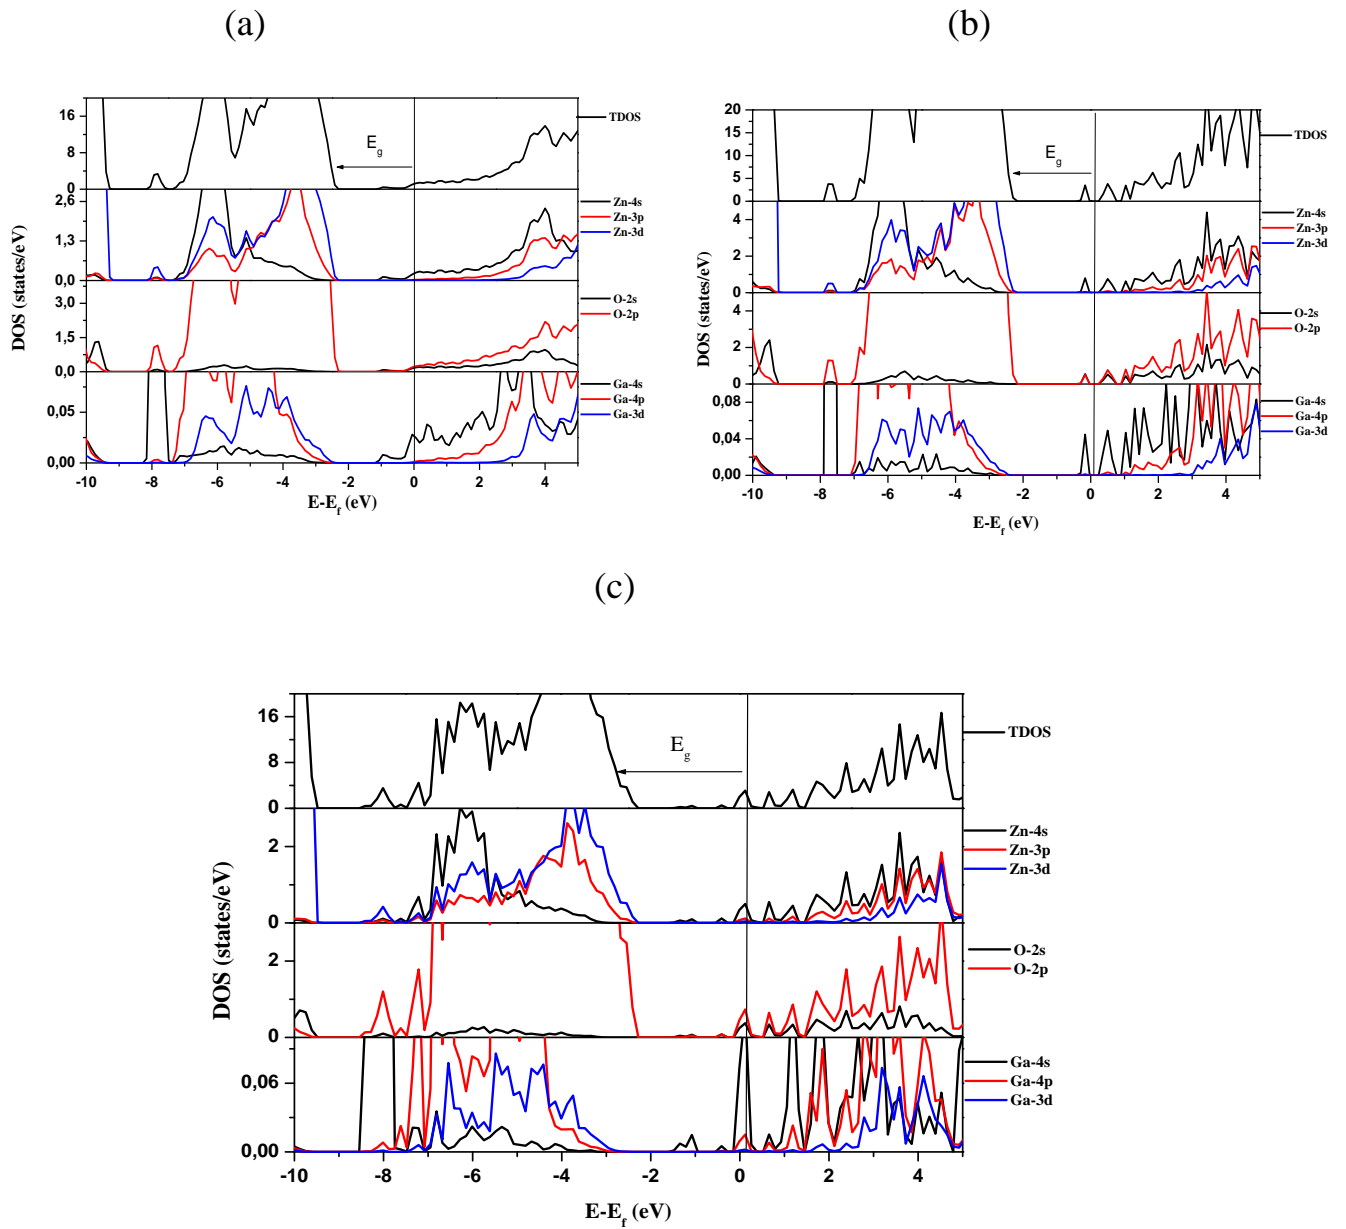 (a)
(b)
16
8
0
E_g
TDOS
2,6
1,3
0,0
Zn-4s
Zn-3p
Zn-3d
3,0
1,5
0,0
O-2s
O-2p
0,05
0,00
Ga-4s
Ga-4p
Ga-3d
DOS (states/eV)
-10 -8 -6 -4 -2 0 2 4
E-E_f (eV)
20
15
10
5
0
E_g
TDOS
4
2
0
Zn-4s
Zn-3p
Zn-3d
4
2
0
O-2s
O-2p
0,08
0,04
0,00
Ga-4s
Ga-4p
Ga-3d
DOS (states/eV)
-10 -8 -6 -4 -2 0 2 4
E-E_f (eV)
(c)
16
8
0
E_g
TDOS
2
0
Zn-4s
Zn-3p
Zn-3d
2
0
O-2s
O-2p
0,06
0,00
Ga-4s
Ga-4p
Ga-3d
DOS (states/eV)
-10 -8 -6 -4 -2 0 2 4
E-E_f (eV)